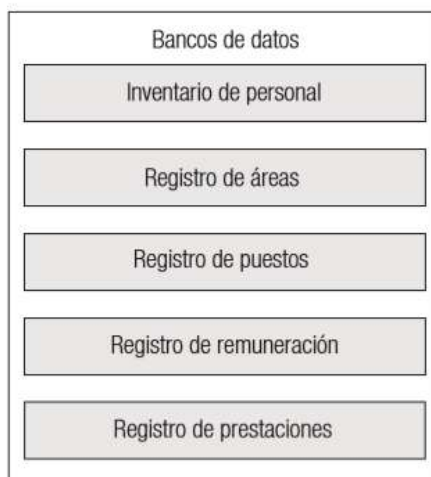 Bancos de datos
Inventario de personal
Registro de áreas
Registro de puestos
Registro de remuneración
Registro de prestaciones